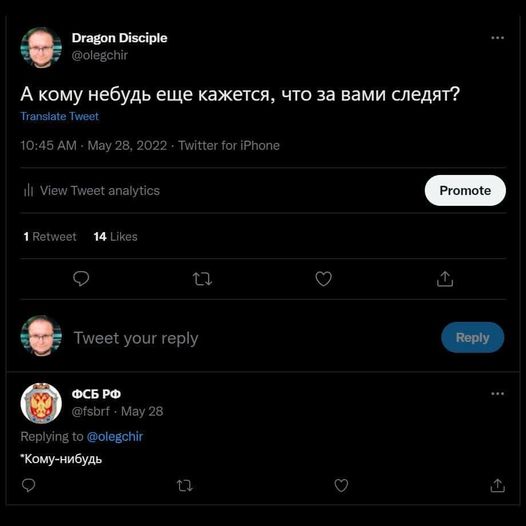 Dragon Disciple
@olegchir
А кому небудь еще кажется, что за вами следят?
Translate Tweet
10:45 AM · May 28, 2022 · Twitter for iPhone
View Tweet analytics
Promote
1 Retweet 14 Likes
Tweet your reply
Reply
ФСБ РФ
@fsbrf · May 28
Replying to @olegchir
*Кому-нибудь